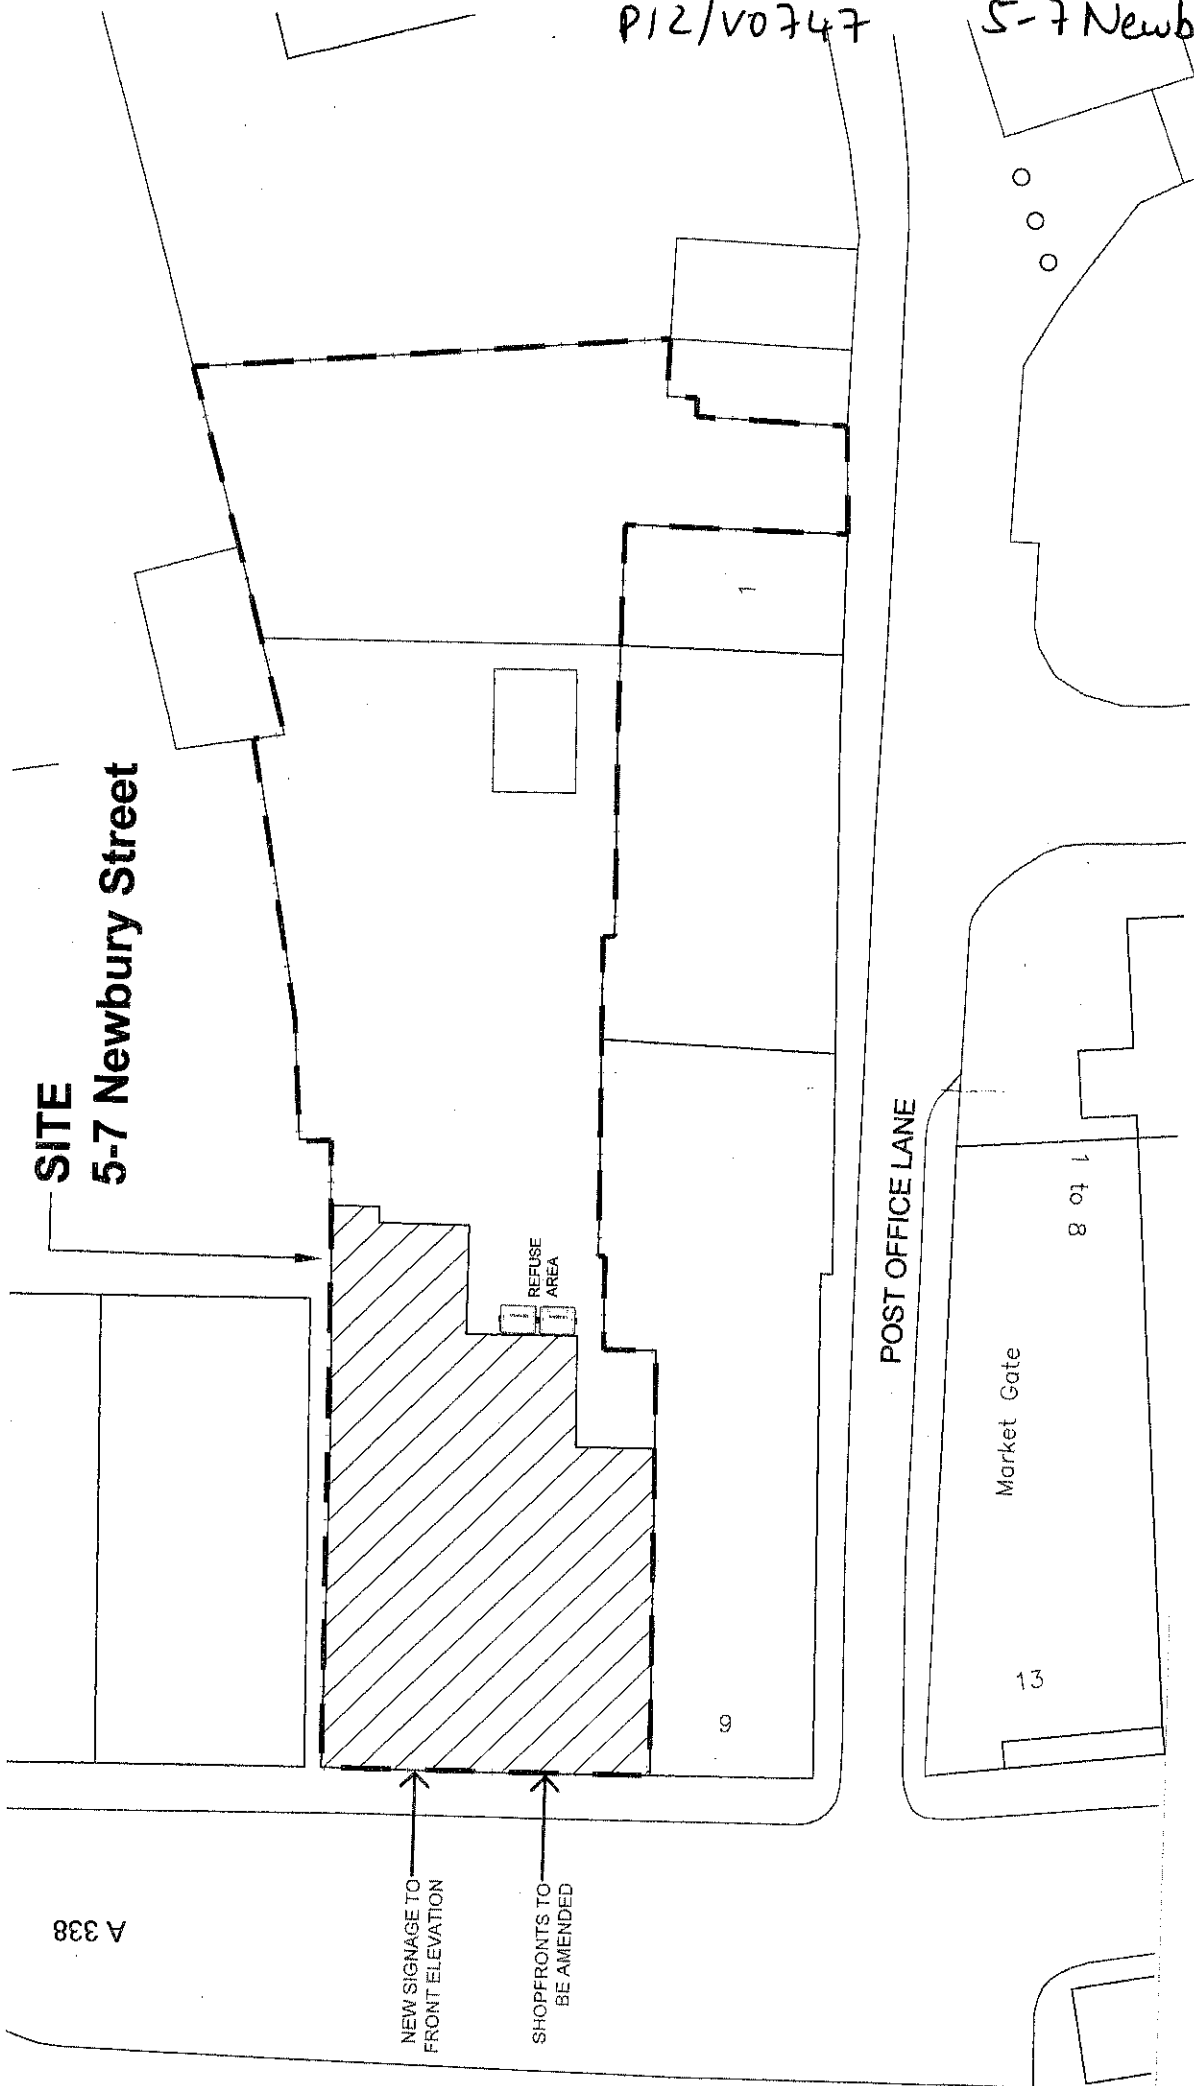 P12/V0747 5-7 Newb
SITE
5-7 Newbury Street
1
REFUSE
AREA
POST OFFICE LANE
1 to 8
Market Gate
13
9
NEW SIGNAGE TO
FRONT ELEVATION
SHOPFRONTS TO
BE AMENDED
A 338